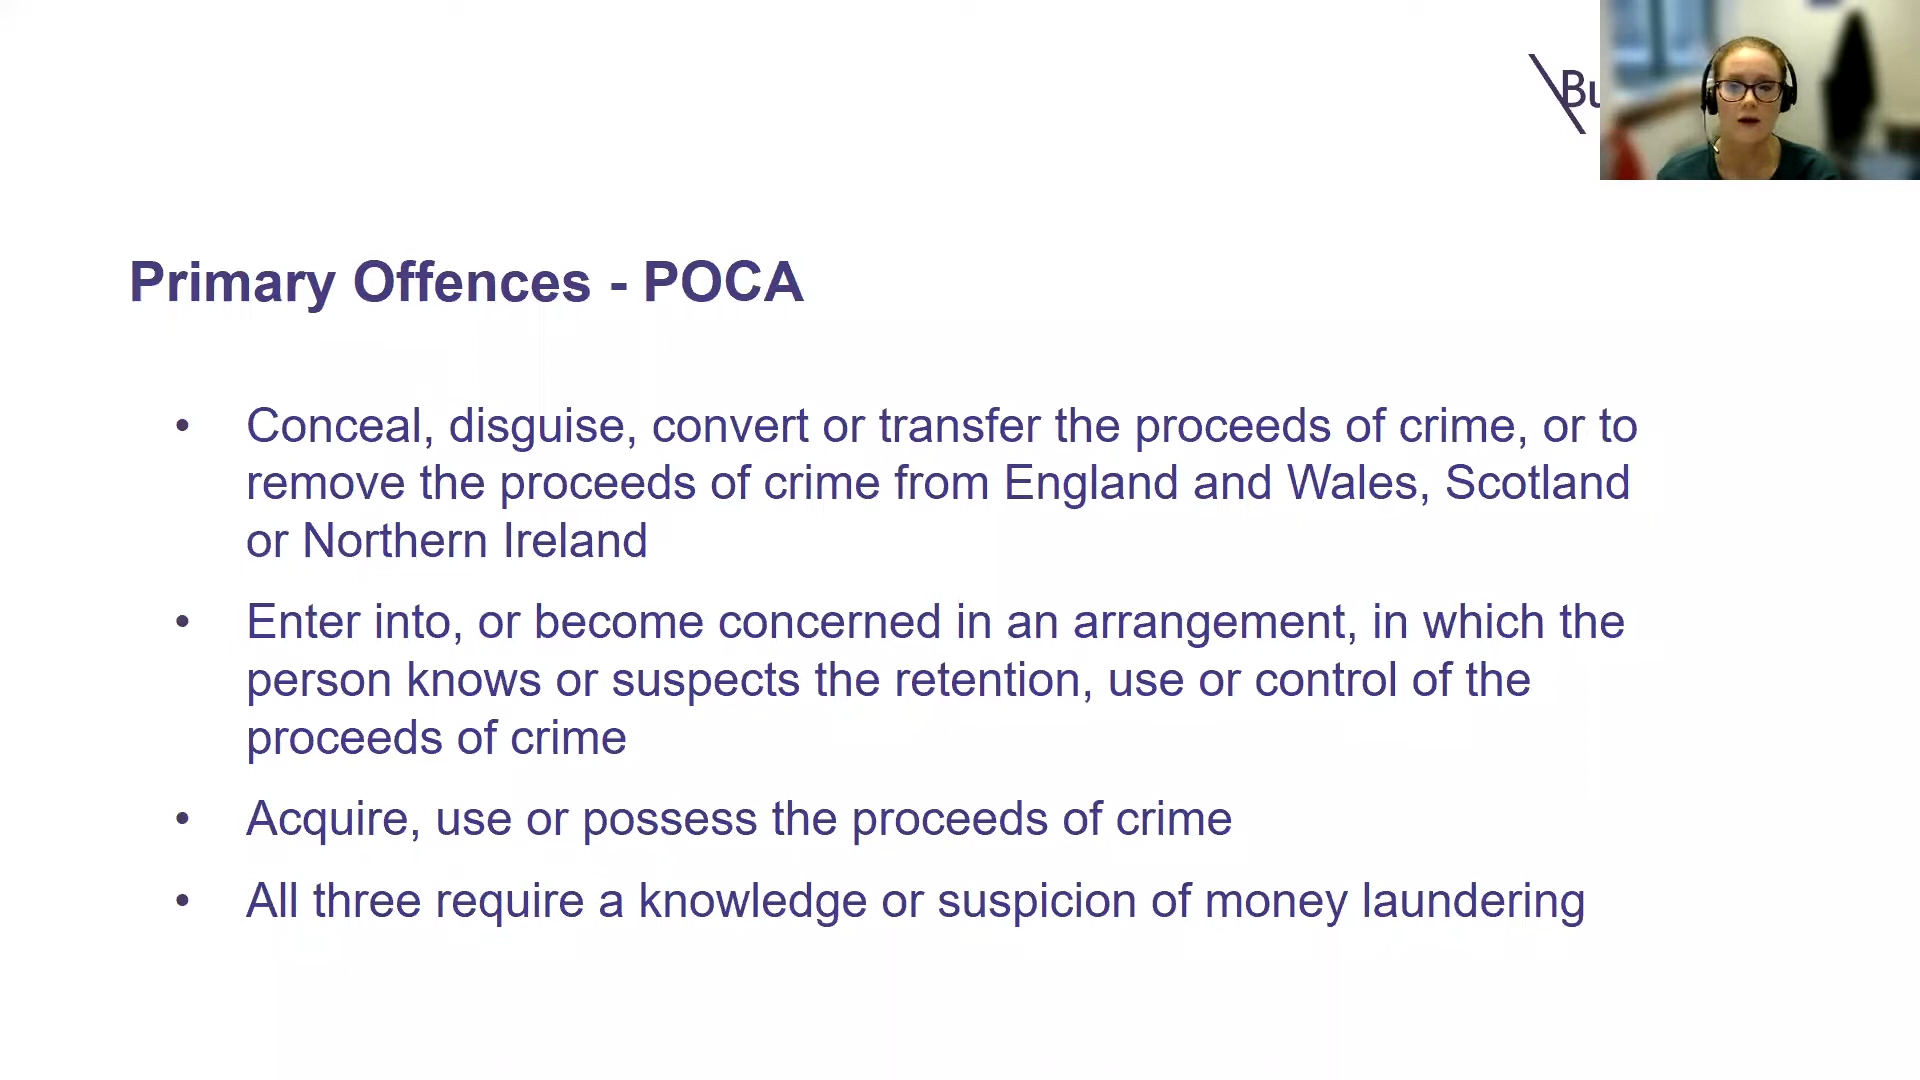 Bu
Primary Offences - POCA
• Conceal, disguise, convert or transfer the proceeds of crime, or to
remove the proceeds of crime from England and Wales, Scotland
or Northern Ireland
• Enter into, or become concerned in an arrangement, in which the
person knows or suspects the retention, use or control of the
proceeds of crime
• Acquire, use or possess the proceeds of crime
• All three require a knowledge or suspicion of money laundering